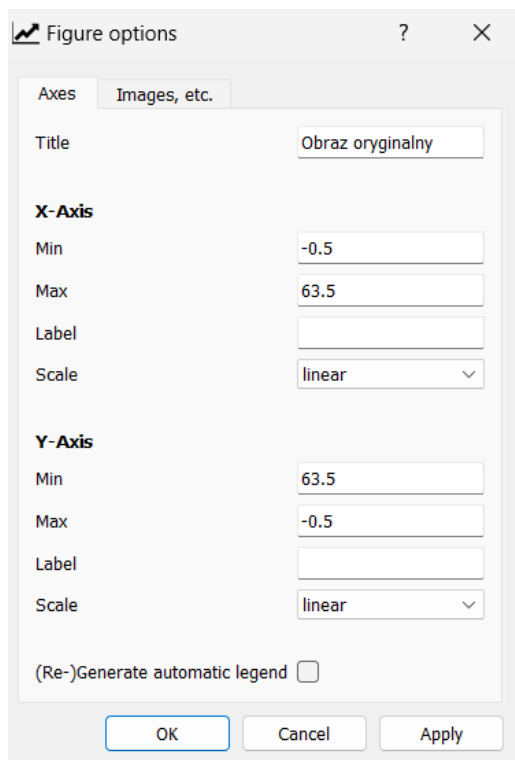 Figure options ? ×
Axes Images, etc.
Title Obraz oryginalny
X-Axis
Min -0.5
Max 63.5
Label
Scale linear
Y-Axis
Min 63.5
Max -0.5
Label
Scale linear
(Re-)Generate automatic legend
OK Cancel Apply